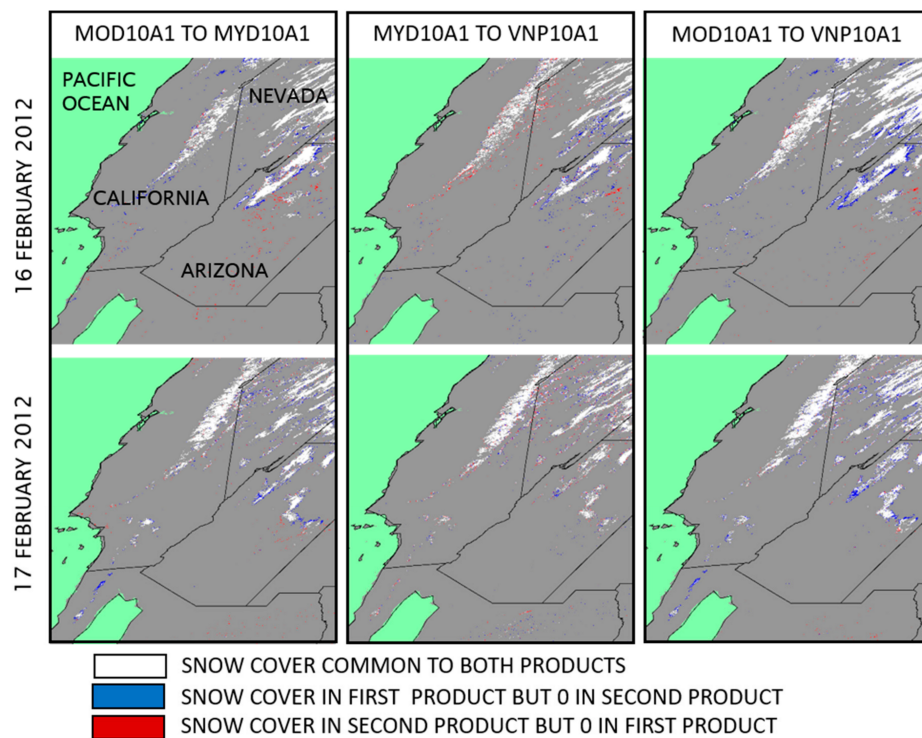 MOD10A1 TO MYD10A1
MYD10A1 TO VNP10A1
MOD10A1 TO VNP10A1
16 FEBRUARY 2012
PACIFIC
OCEAN
NEVADA
CALIFORNIA
ARIZONA
17 FEBRUARY 2012
SNOW COVER COMMON TO BOTH PRODUCTS
SNOW COVER IN FIRST PRODUCT BUT 0 IN SECOND PRODUCT
SNOW COVER IN SECOND PRODUCT BUT 0 IN FIRST PRODUCT